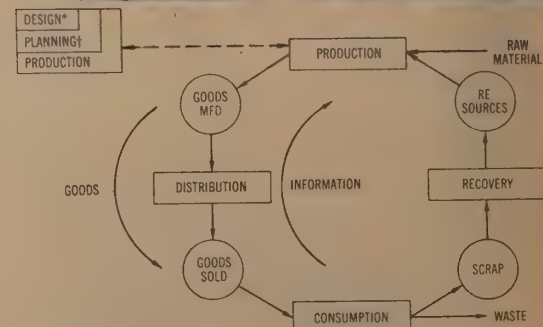 DESIGN*
PLANNING†
PRODUCTION
PRODUCTION
RAW
MATERIAL
GOODS
MFD
RE
SOURCES
GOODS
DISTRIBUTION
INFORMATION
RECOVERY
GOODS
SOLD
SCRAP
CONSUMPTION
WASTE